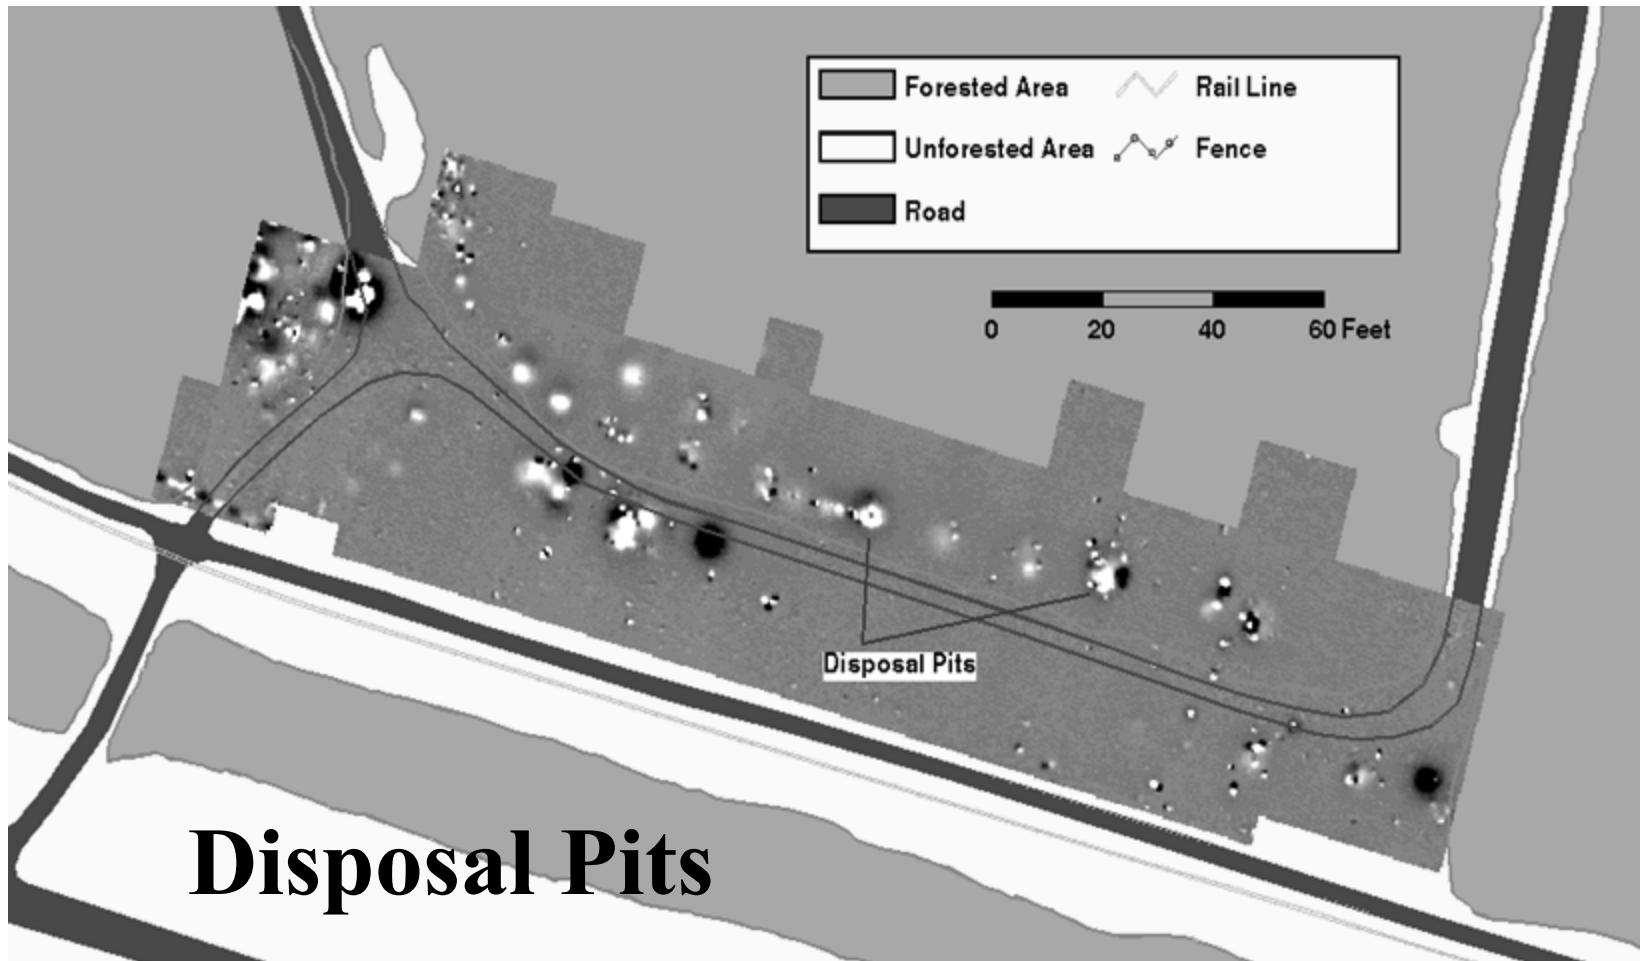 Forested Area
Rail Line
Unforested Area
Fence
Road
0 20 40 60 Feet
Disposal Pits
Disposal Pits